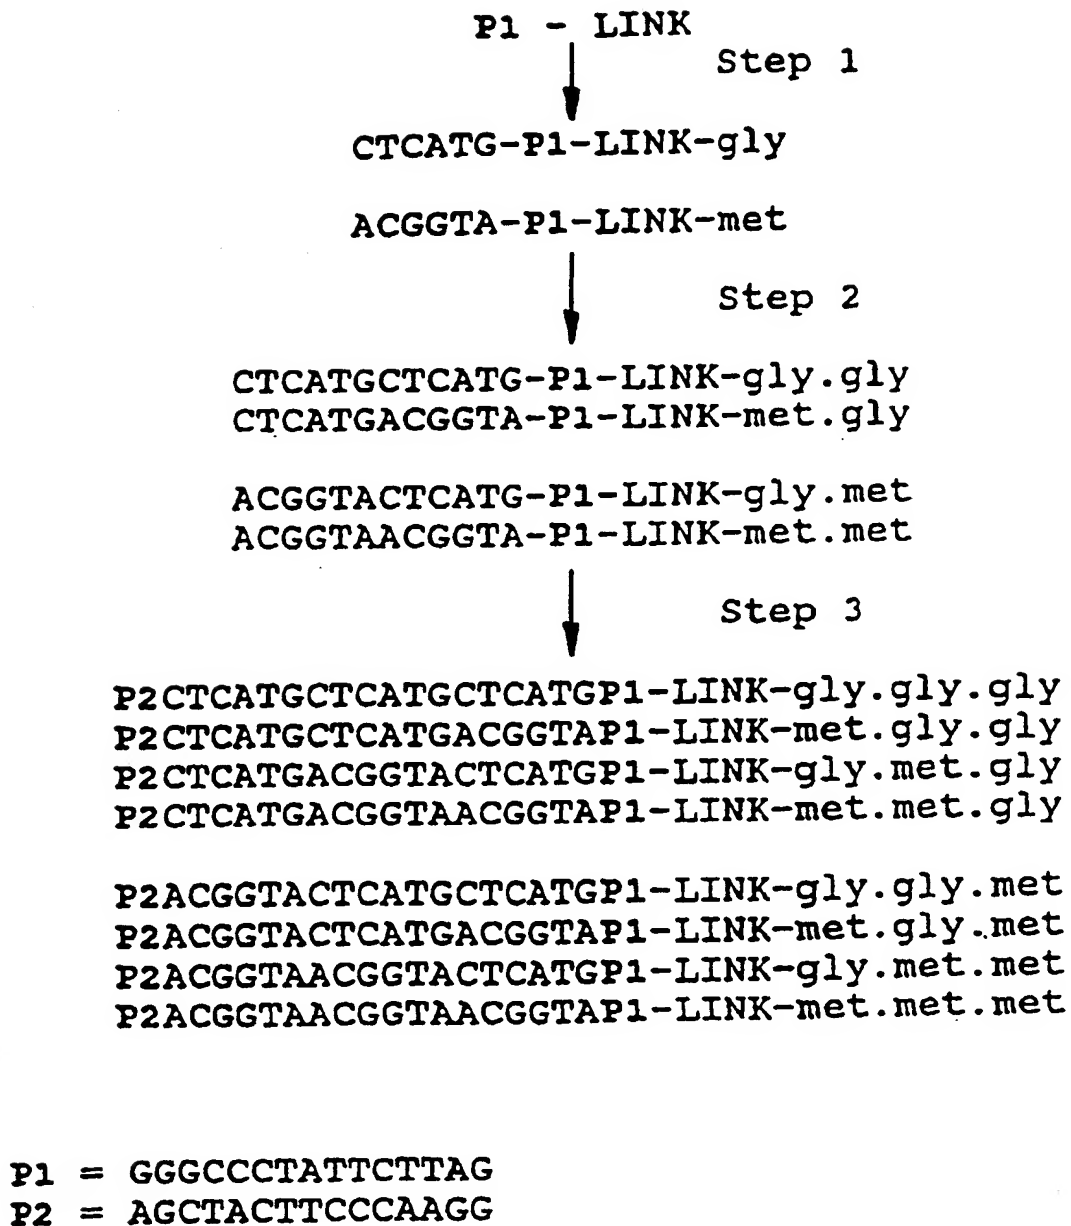 P1 - LINK
Step 1
CTCATG-P1-LINK-gly
ACGGTA-P1-LINK-met
Step 2
CTCATGCTCATG-P1-LINK-gly.gly
CTCATGACGGTA-P1-LINK-met.gly
ACGGTACTCATG-P1-LINK-gly.met
ACGGTAACGGTA-P1-LINK-met.met
Step 3
P2CTCATGCTCATGCTCATGP1-LINK-gly.gly.gly
P2CTCATGCTCATGACGGTAP1-LINK-met.gly.gly
P2CTCATGACGGTACTCATGP1-LINK-gly.met.gly
P2CTCATGACGGTAACGGTAP1-LINK-met.met.gly
P2ACGGTACTCATGCTCATGP1-LINK-gly.gly.met
P2ACGGTACTCATGACGGTAP1-LINK-met.gly.met
P2ACGGTAACGGTACTCATGP1-LINK-gly.met.met
P2ACGGTAACGGTAACGGTAP1-LINK-met.met.met
P1 = GGGCCCTATTCTTAG
P2 = AGCTACTTCCCAAGG